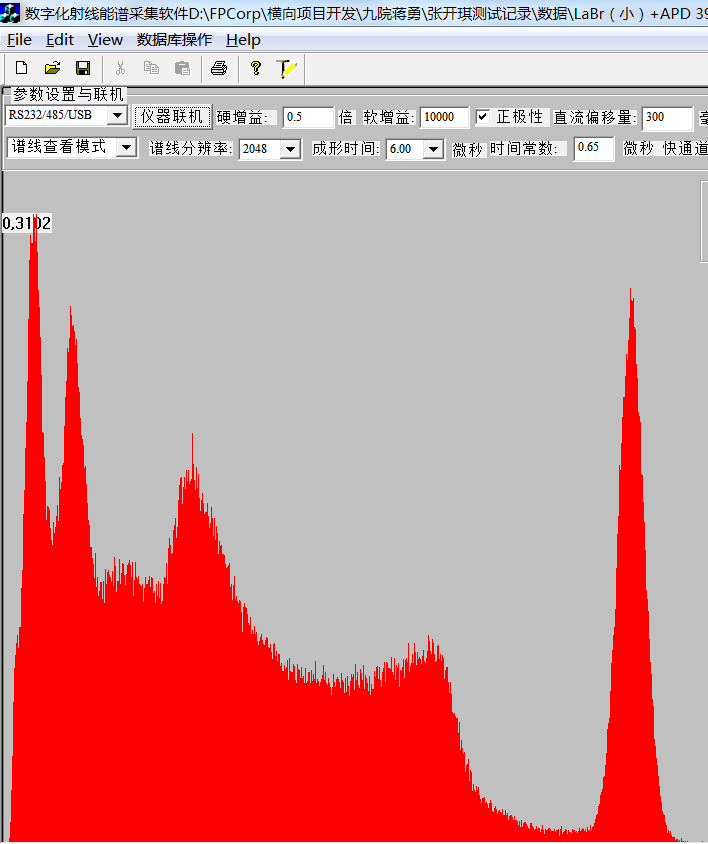 数字化射线能谱采集软件D:\FPCorp\横向项目开发\九院蒋勇\张开琪测试记录\数据\LaBr（小）+APD 39
File Edit View 数据库操作 Help
参数设置与联机
RS232/485/USB 仪器联机 硬增益: 0.5 倍 软增益: 10000 正极性 直流偏移量: 300 毫
谱线查看模式 谱线分辨率: 2048 成形时间: 6.00 微秒 时间常数: 0.65 微秒 快通道
0,3102